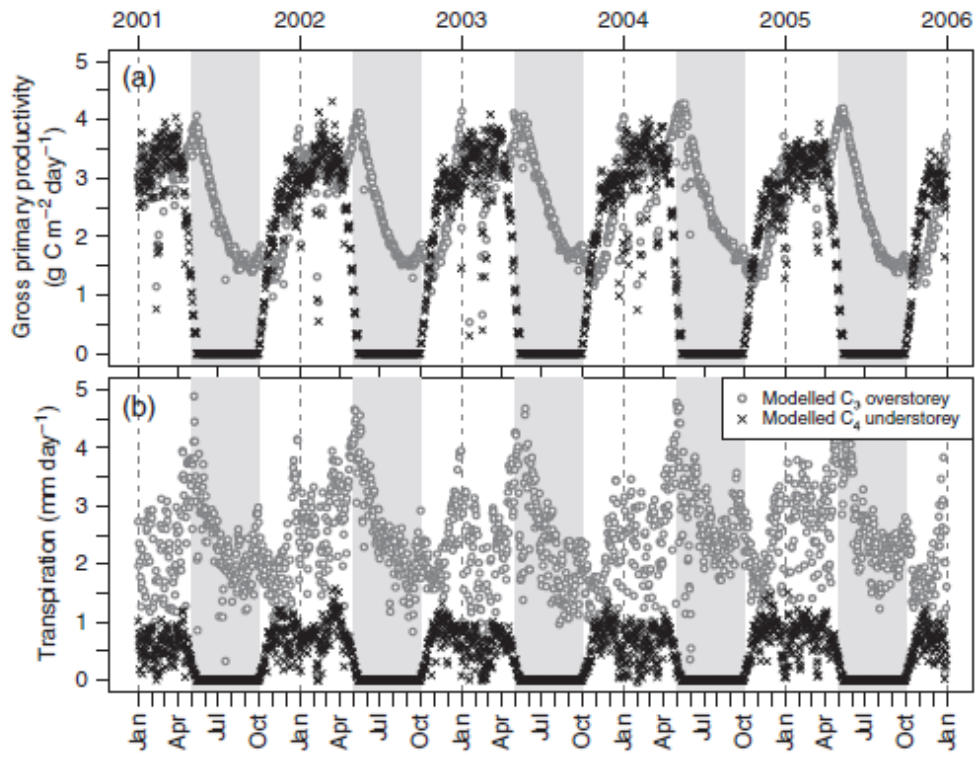 2001 2002 2003 2004 2005 2006
(a)
Gross primary productivity
(g C m−2 day−1)
5
4
3
2
1
0
(b)
Transpiration (mm day−1)
5
4
3
2
1
0
Modelled C3 overstorey
Modelled C4 understorey
Jan Apr Jul Oct Jan Apr Jul Oct Jan Apr Jul Oct Jan Apr Jul Oct Jan Apr Jul Oct Jan